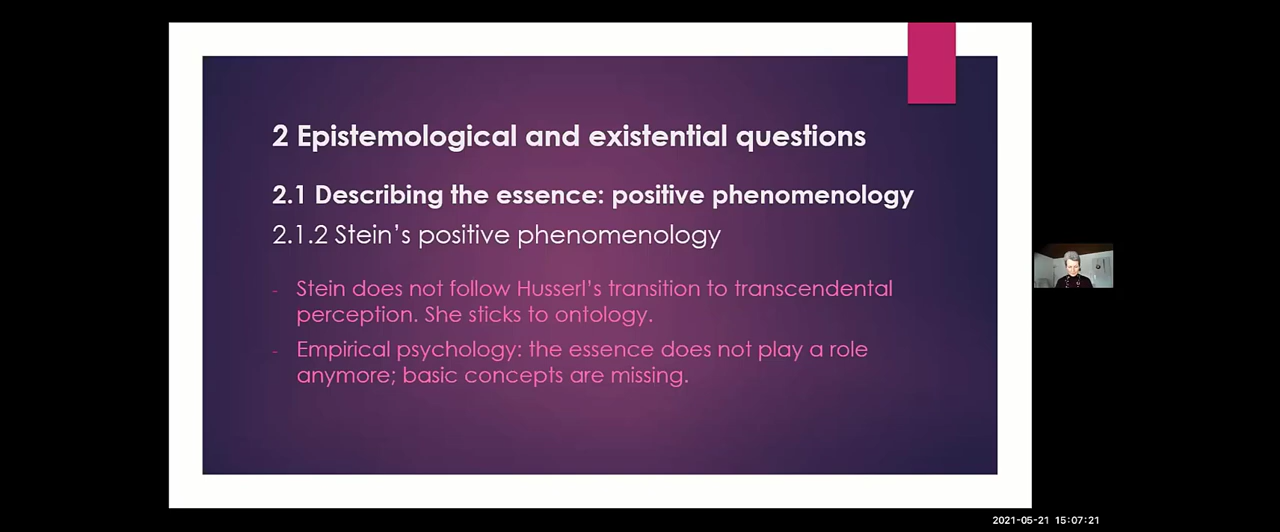 2 Epistemological and existential questions
2.1 Describing the essence: positive phenomenology
2.1.2 Stein's positive phenomenology
- Stein does not follow Husserl's transition to transcendental
perception. She sticks to ontology.
- Empirical psychology: the essence does not play a role
anymore; basic concepts are missing.
2021-05-21 15:07:21